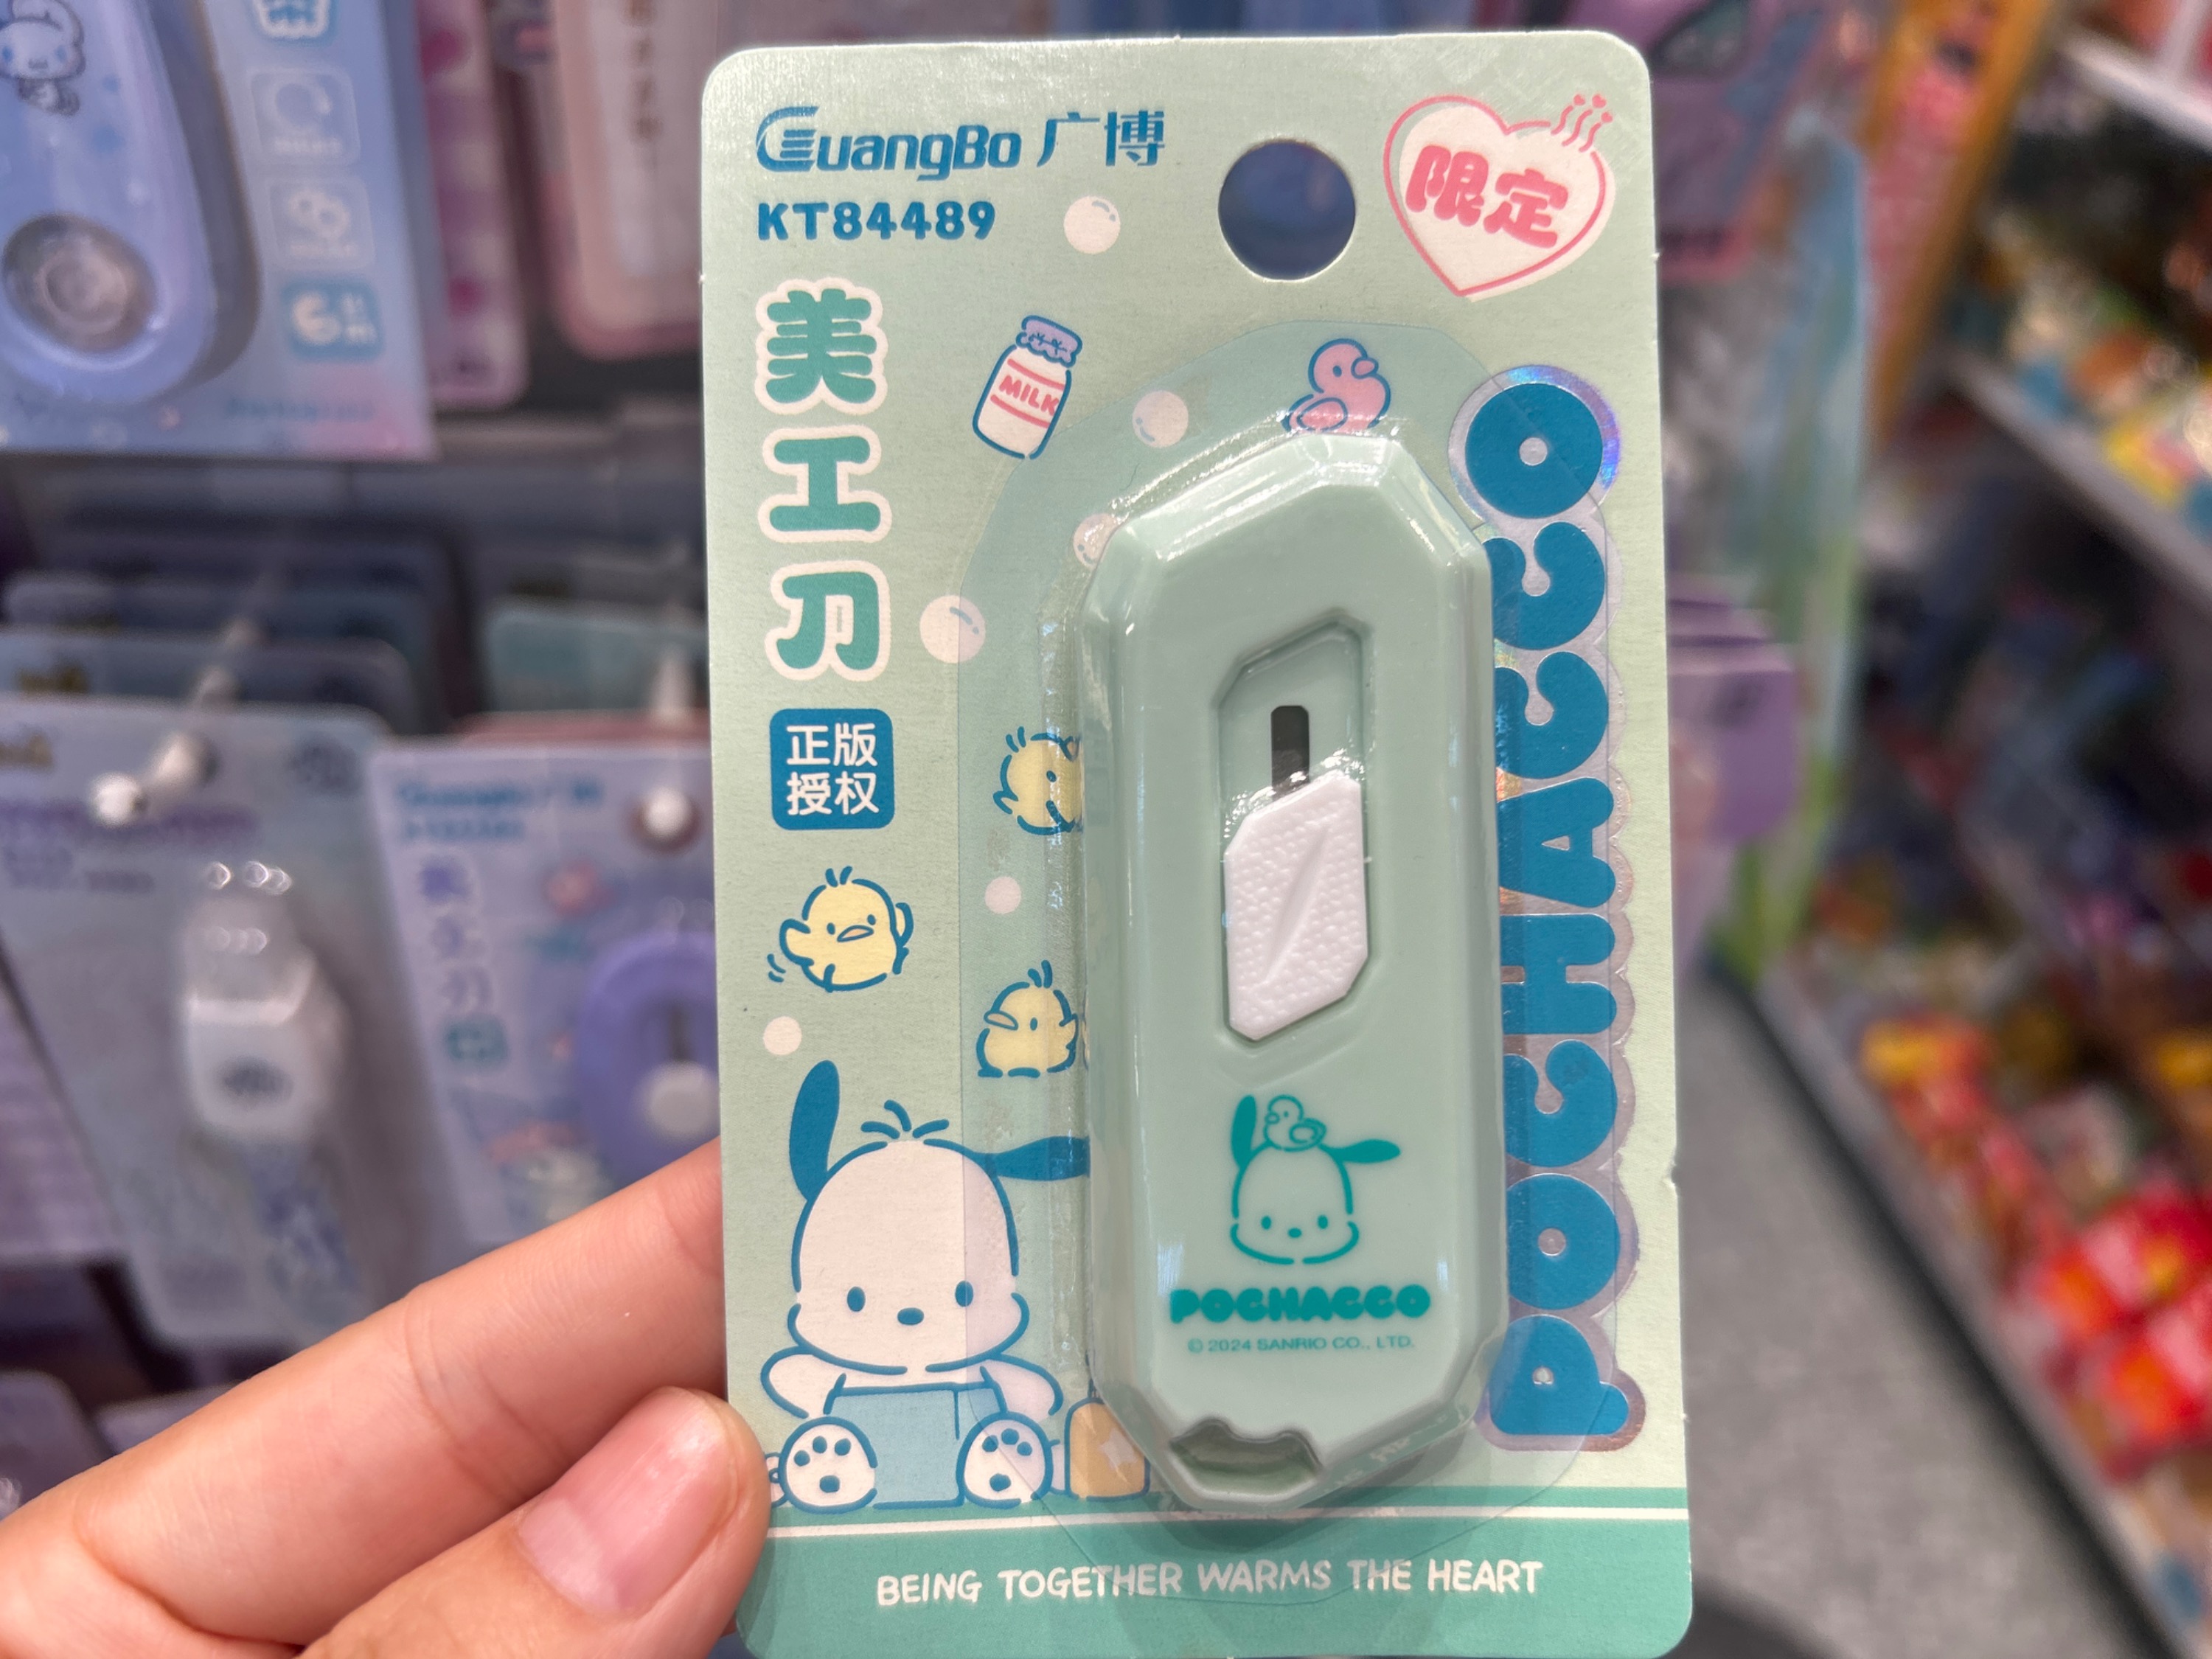 GuangBo 广博
KT84489
限定
美工刀
正版
授权
MILK
POCHACCO
POCHACCO
© 2024 SANRIO CO., LTD.
BEING TOGETHER WARMS THE HEART